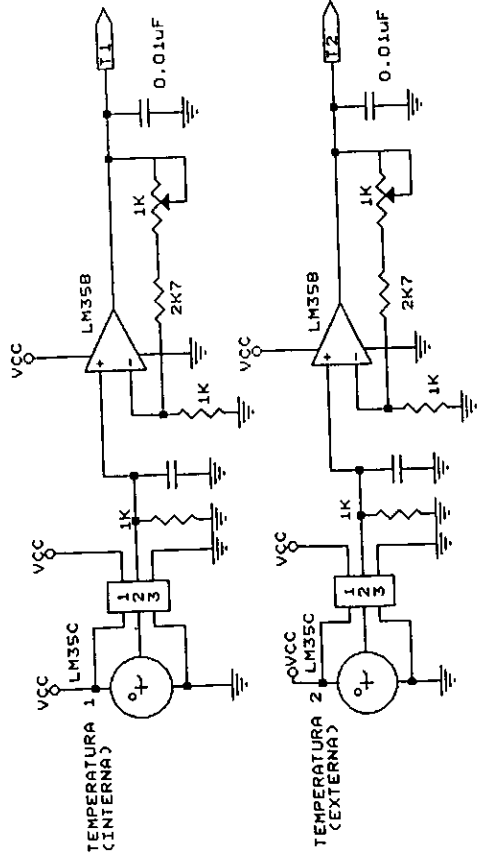 TEMPERATURA
(INTERNA)
VCC
1
LM35C
VCC
1
2
3
1K
VCC
LM358
+
-
1K
2K7
1K
T1
0.01uF
TEMPERATURA
(EXTERNA)
VCC
2
LM35C
VCC
1
2
3
1K
VCC
LM358
+
-
1K
2K7
1K
T2
0.01uF